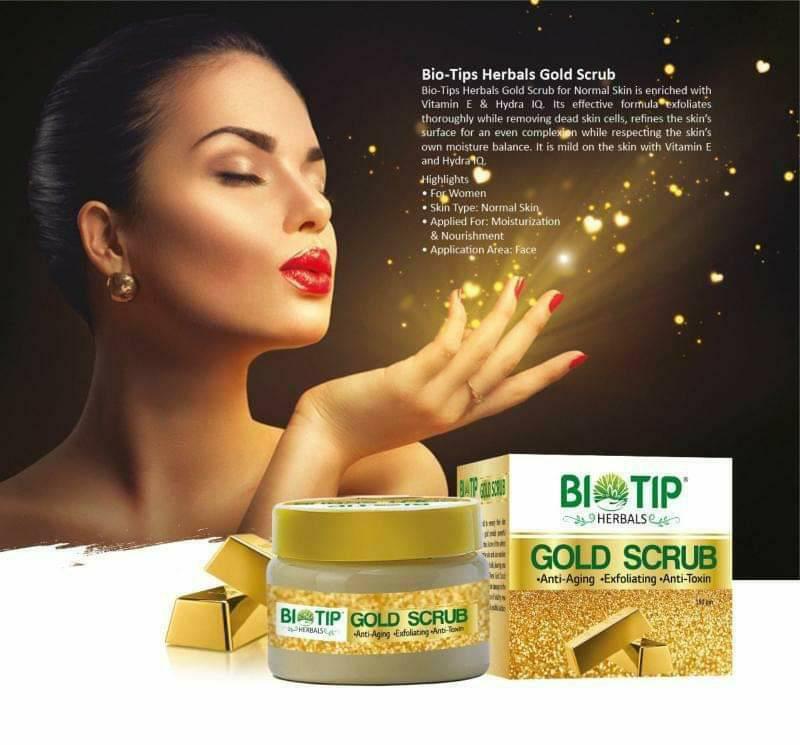 Bio-Tips Herbals Gold Scrub
Bio-Tips Herbals Gold Scrub for Normal Skin is enriched with
Vitamin E & Hydra IQ. Its effective formula exfoliates
thoroughly while removing dead skin cells, refines the skin's
surface for an even complexion while respecting the skin's
own moisture balance. It is mild on the skin with Vitamin E
and Hydra IQ.
Highlights
• For Women
• Skin Type: Normal Skin
• Applied For: Moisturization
& Nourishment
• Application Area: Face
BIOTIP®
HERBALS
GOLD SCRUB
•Anti-Aging •Exfoliating •Anti-Toxin
BIOTIP
GOLD SCRUB
BIOTIP®
HERBALS
GOLD SCRUB
•Anti-Aging •Exfoliating •Anti-Toxin